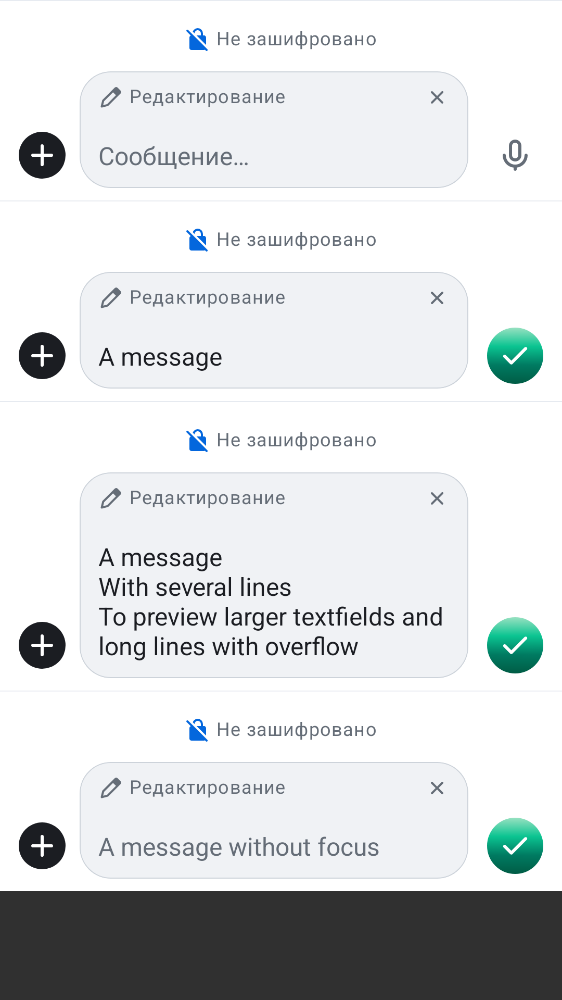 Не зашифровано
Редактирование
Сообщение…
Не зашифровано
Редактирование
A message
Не зашифровано
Редактирование
A message
With several lines
To preview larger textfields and
long lines with overflow
Не зашифровано
Редактирование
A message without focus